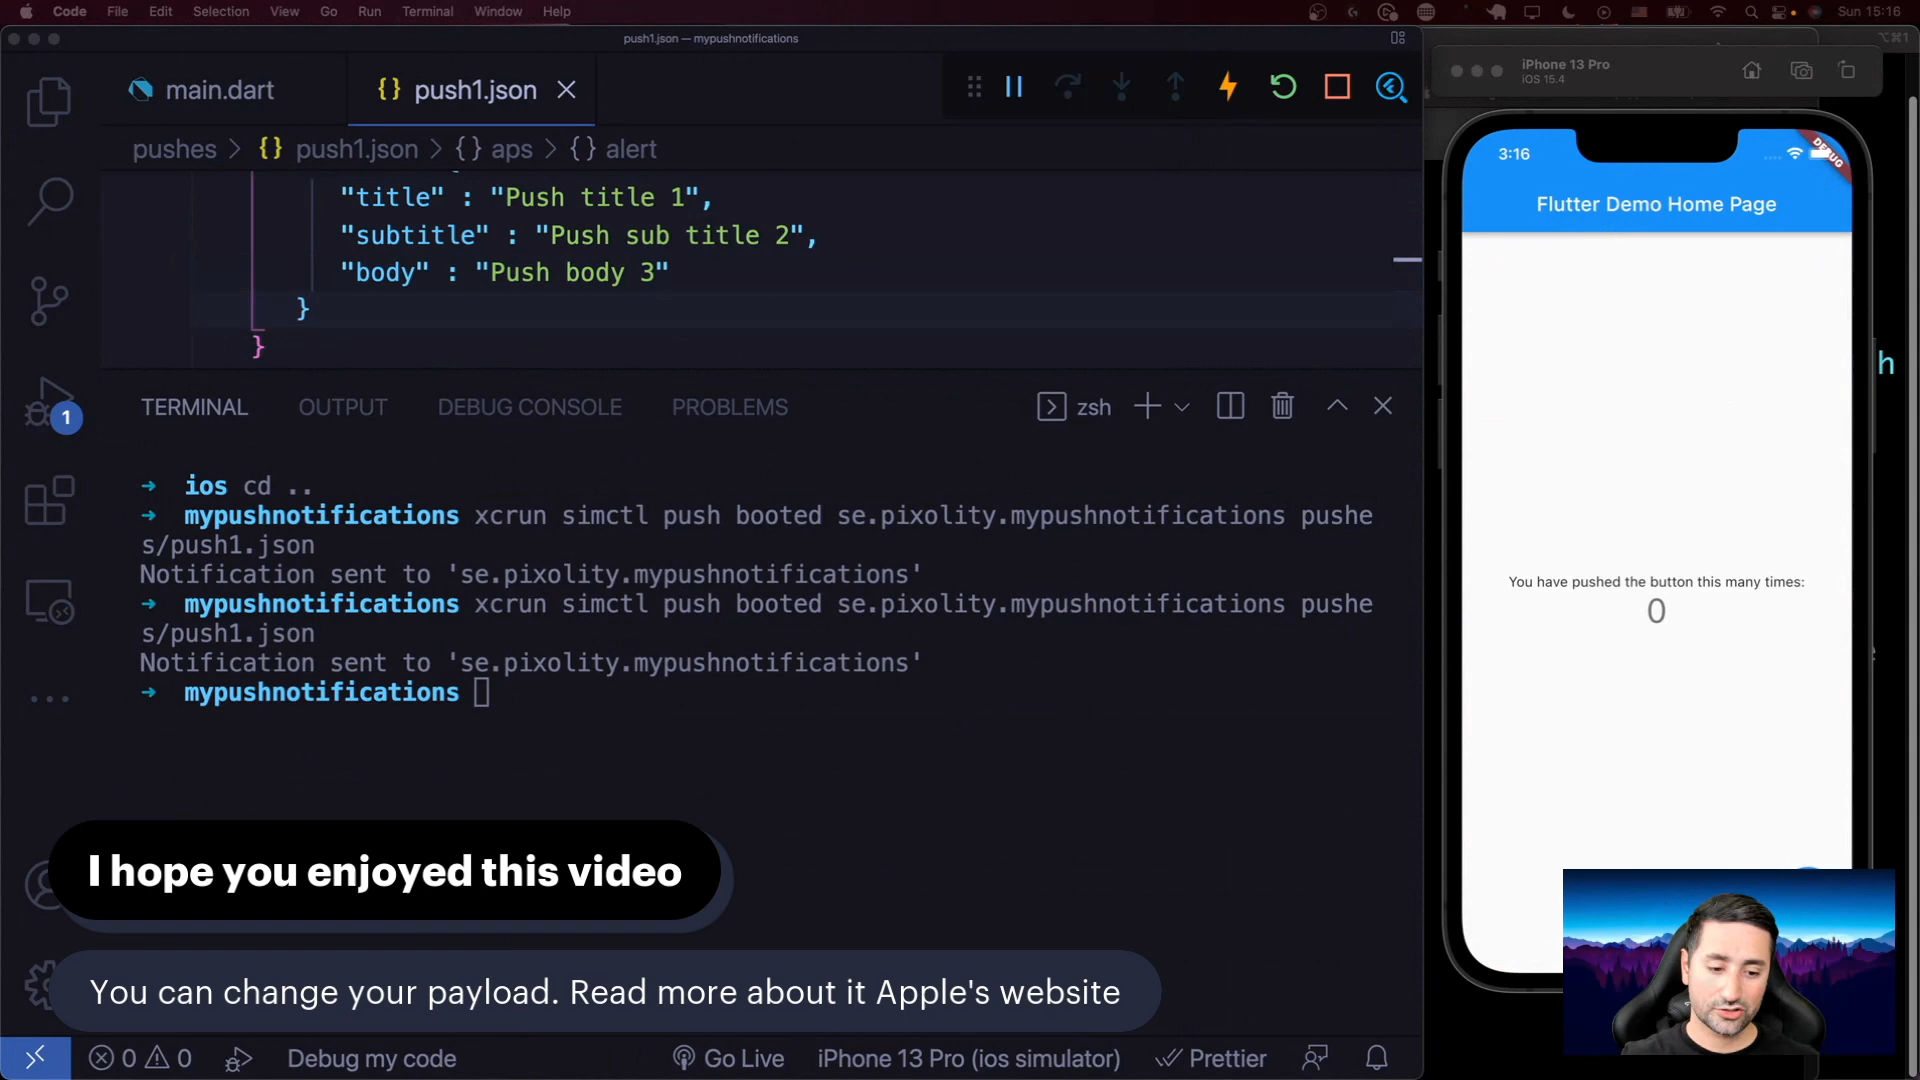 Code File Edit Selection View Go Run Terminal Window Help
Sun 15:16
push1.json — mypushnotifications
main.dart
{} push1.json
pushes > {} push1.json > {} aps > {} alert
"title" : "Push title 1",
"subtitle" : "Push sub title 2",
"body" : "Push body 3"
}
}
TERMINAL OUTPUT DEBUG CONSOLE PROBLEMS
zsh
1
→ ios cd ..
→ mypushnotifications xcrun simctl push booted se.pixolity.mypushnotifications pushe
s/push1.json
Notification sent to 'se.pixolity.mypushnotifications'
→ mypushnotifications xcrun simctl push booted se.pixolity.mypushnotifications pushe
s/push1.json
Notification sent to 'se.pixolity.mypushnotifications'
→ mypushnotifications
I hope you enjoyed this video
You can change your payload. Read more about it Apple's website
0 0 Debug my code Go Live iPhone 13 Pro (ios simulator) Prettier
⌥⌘1
iPhone 13 Pro
iOS 15.4
3:16
DEBUG
Flutter Demo Home Page
h
You have pushed the button this many times:
0